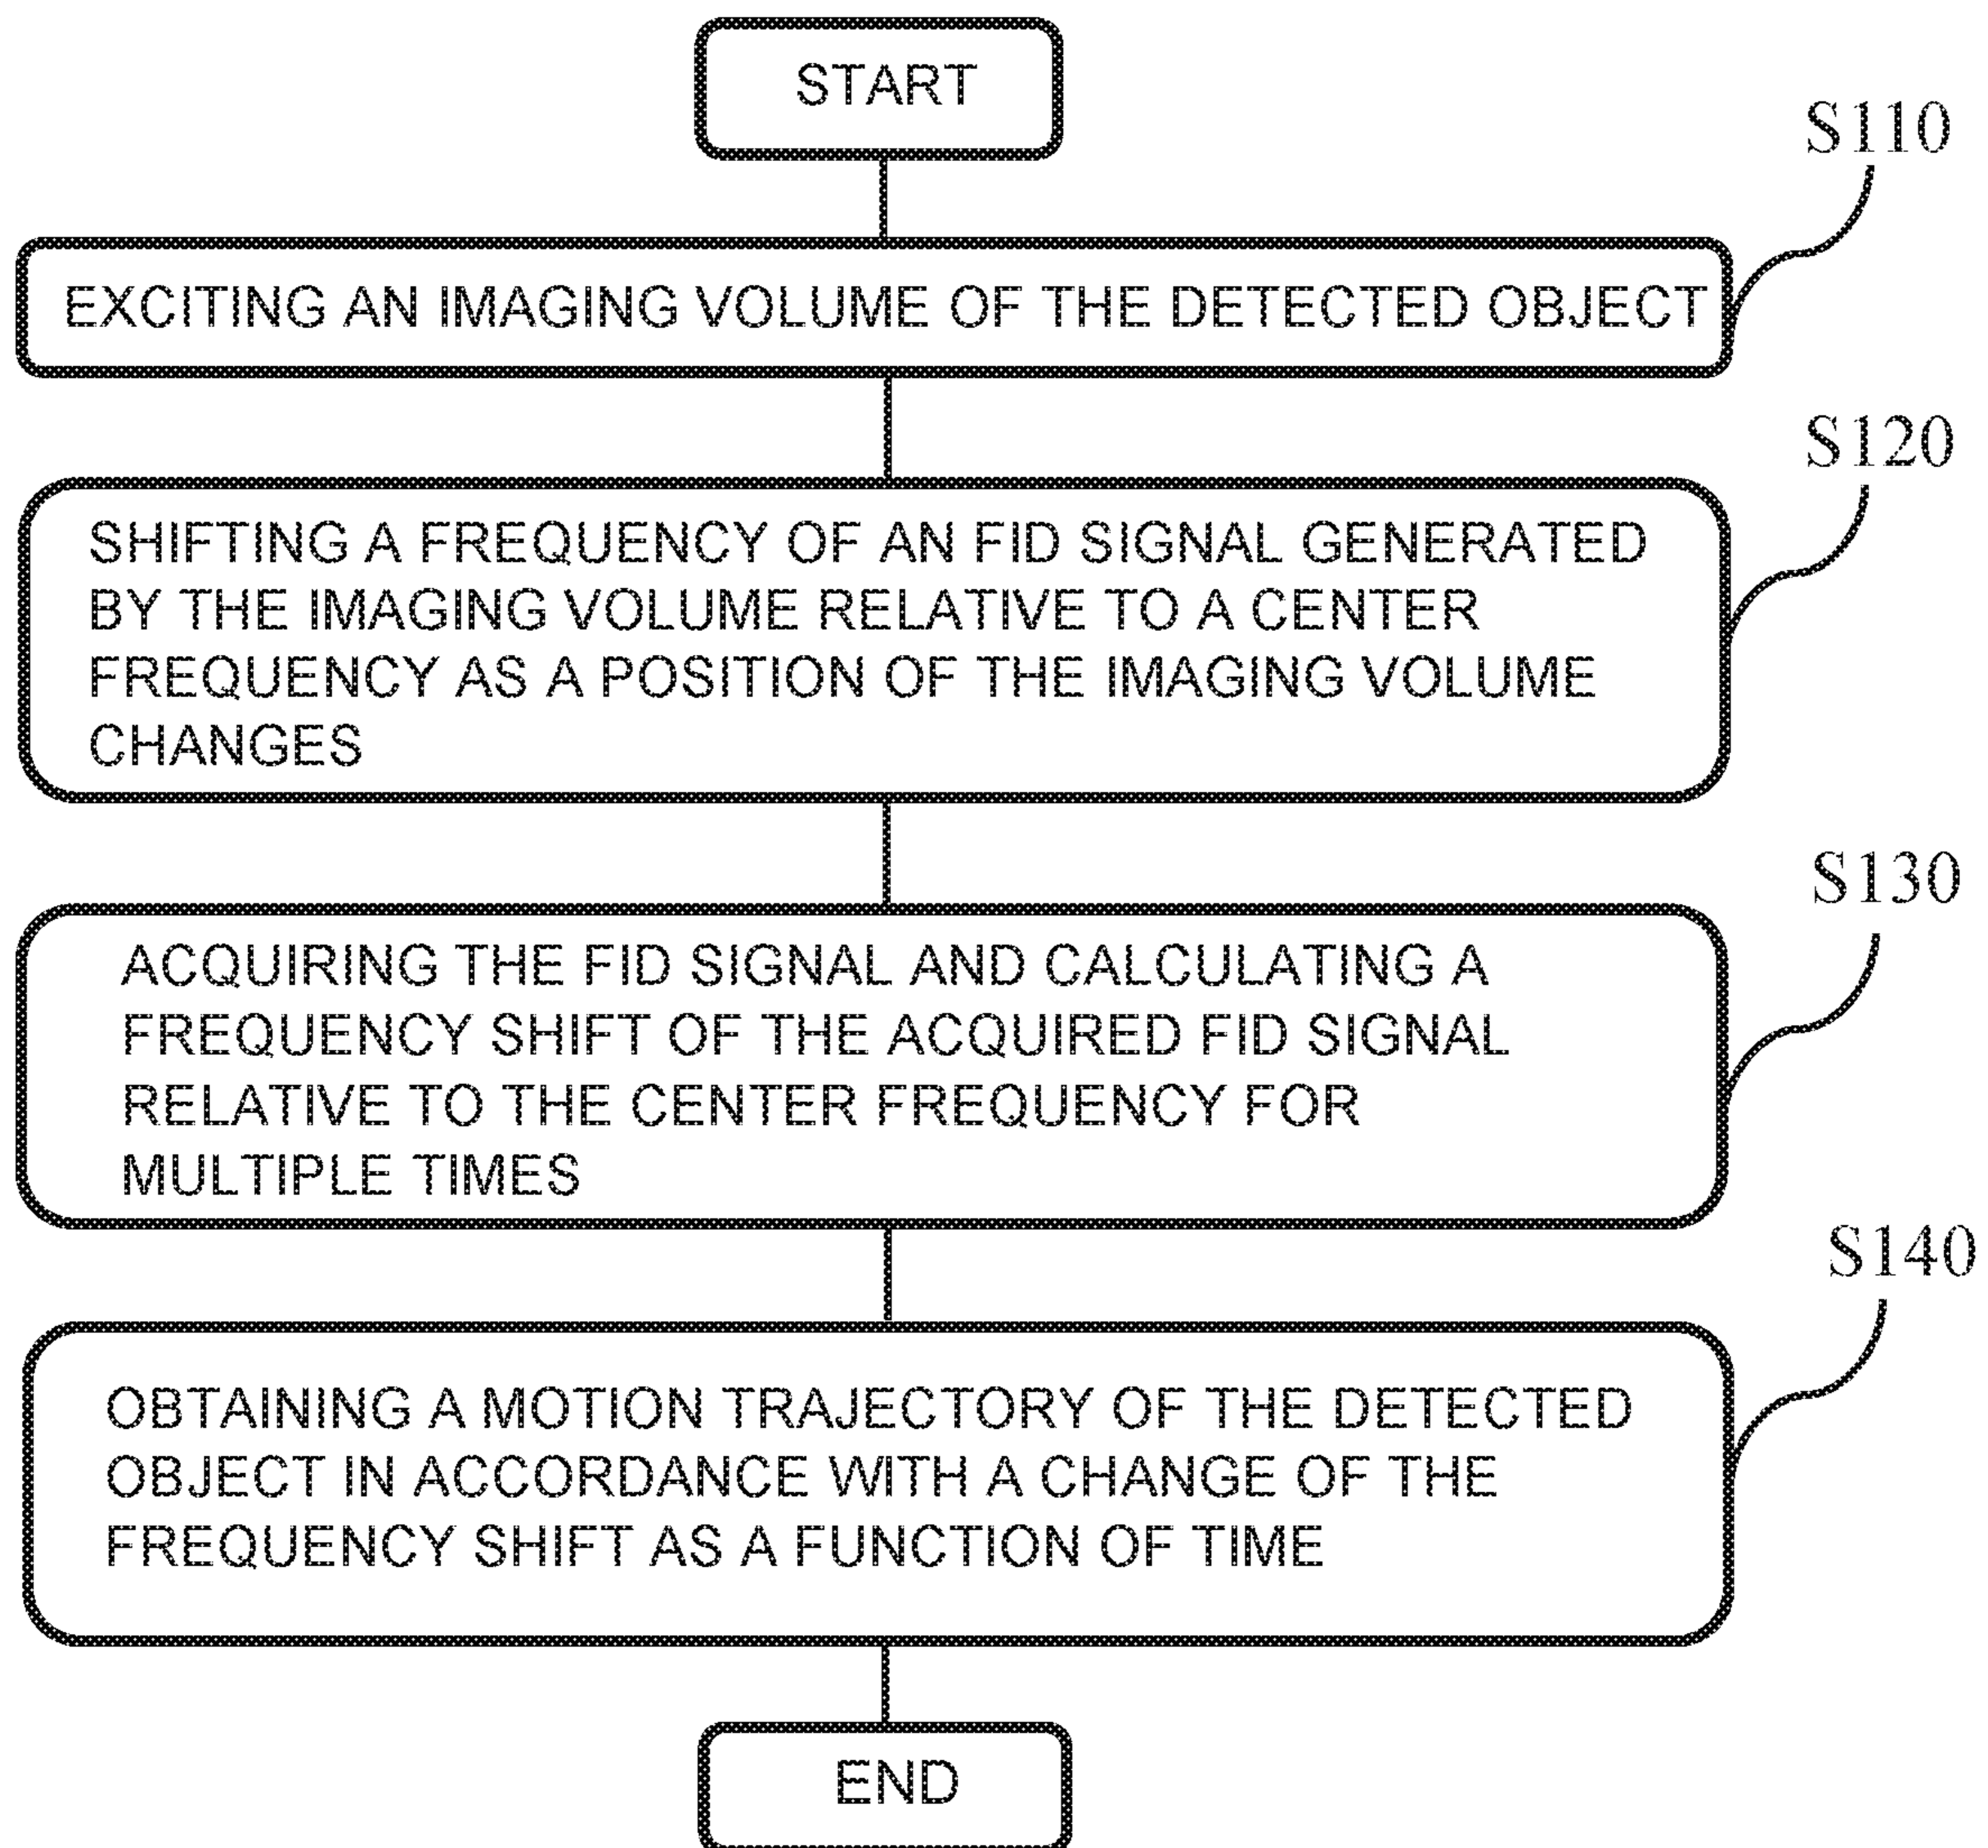 START
S110
EXCITING AN IMAGING VOLUME OF THE DETECTED OBJECT
S120
SHIFTING A FREQUENCY OF AN FID SIGNAL GENERATED
BY THE IMAGING VOLUME RELATIVE TO A CENTER
FREQUENCY AS A POSITION OF THE IMAGING VOLUME
CHANGES
S130
ACQUIRING THE FID SIGNAL AND CALCULATING A
FREQUENCY SHIFT OF THE ACQUIRED FID SIGNAL
RELATIVE TO THE CENTER FREQUENCY FOR
MULTIPLE TIMES
S140
OBTAINING A MOTION TRAJECTORY OF THE DETECTED
OBJECT IN ACCORDANCE WITH A CHANGE OF THE
FREQUENCY SHIFT AS A FUNCTION OF TIME
END